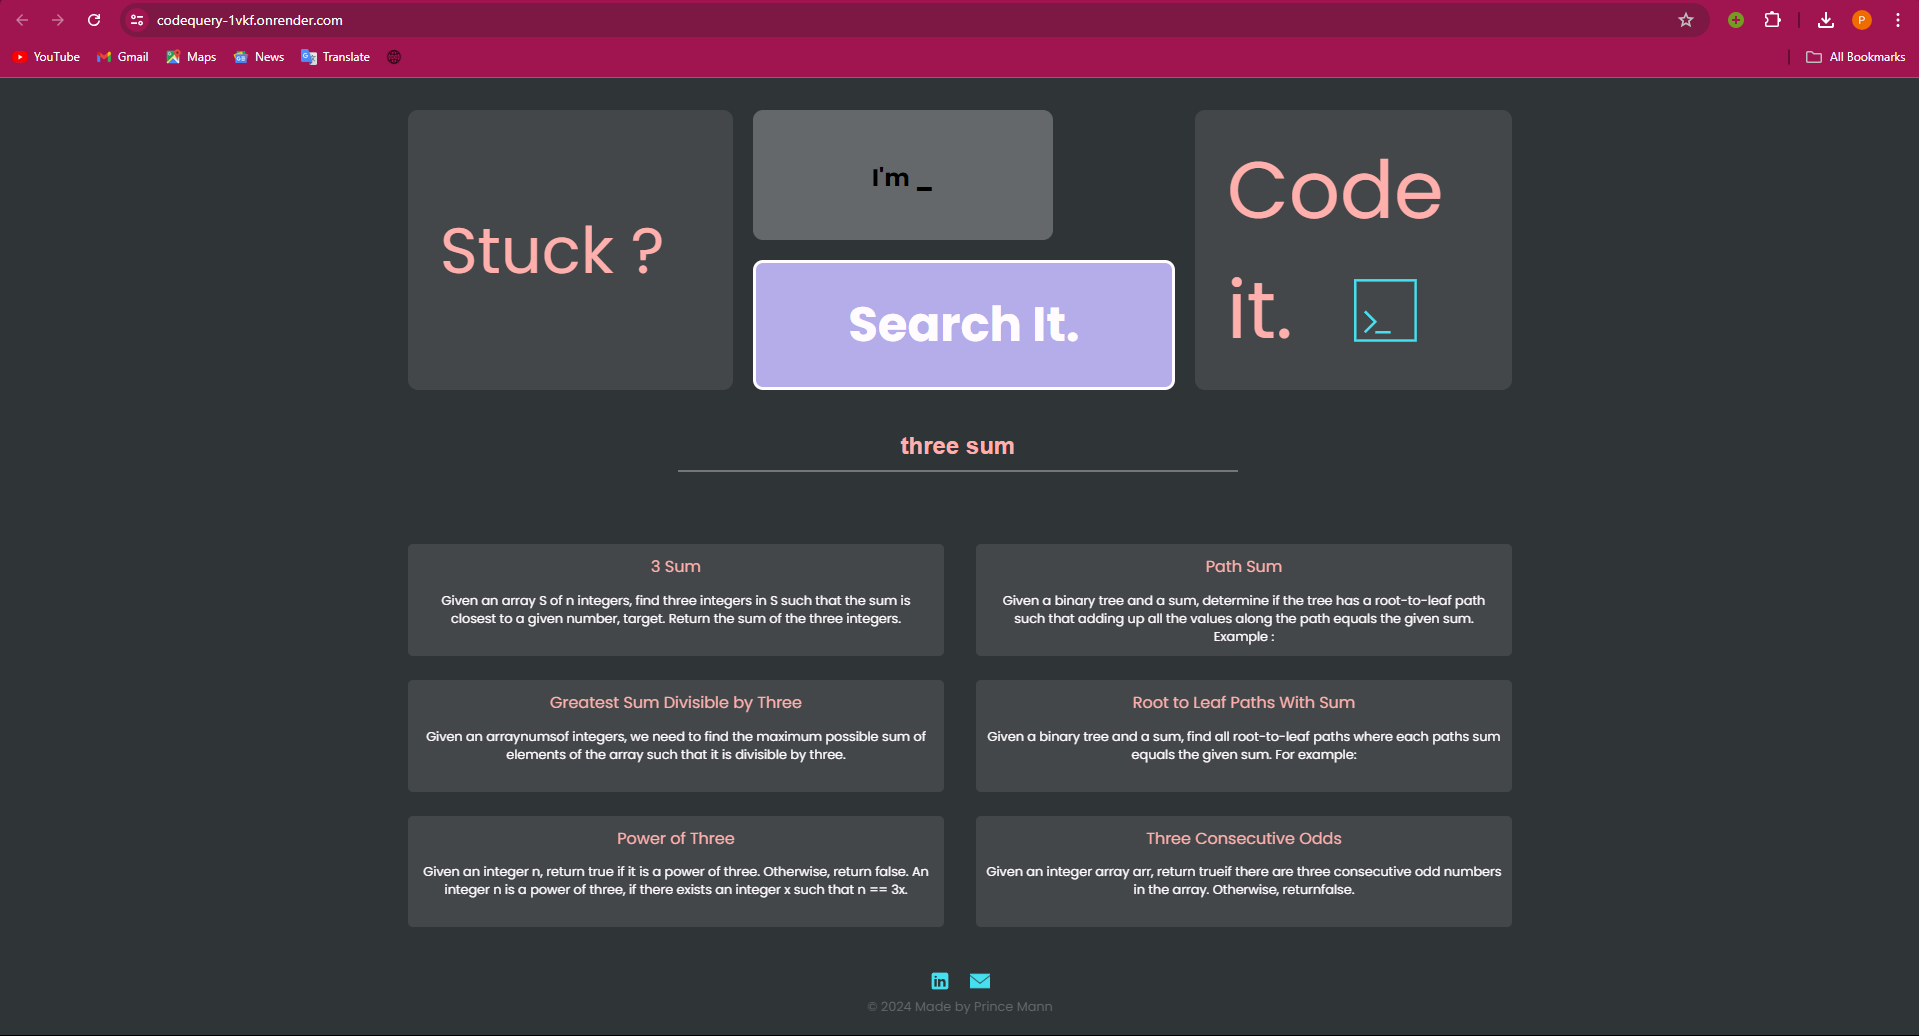 codequery-1vkf.onrender.com
P
YouTube
Gmail
Maps
News
Translate
All Bookmarks
Stuck ?
I'm _
Search It.
Code
it.
>_
three sum
3 Sum
Given an array S of n integers, find three integers in S such that the sum is
closest to a given number, target. Return the sum of the three integers.
Path Sum
Given a binary tree and a sum, determine if the tree has a root-to-leaf path
such that adding up all the values along the path equals the given sum.
Example :
Greatest Sum Divisible by Three
Given an arraynumsof integers, we need to find the maximum possible sum of
elements of the array such that it is divisible by three.
Root to Leaf Paths With Sum
Given a binary tree and a sum, find all root-to-leaf paths where each paths sum
equals the given sum. For example:
Power of Three
Given an integer n, return true if it is a power of three. Otherwise, return false. An
integer n is a power of three, if there exists an integer x such that n == 3x.
Three Consecutive Odds
Given an integer array arr, return trueif there are three consecutive odd numbers
in the array. Otherwise, returnfalse.
in
© 2024 Made by Prince Mann